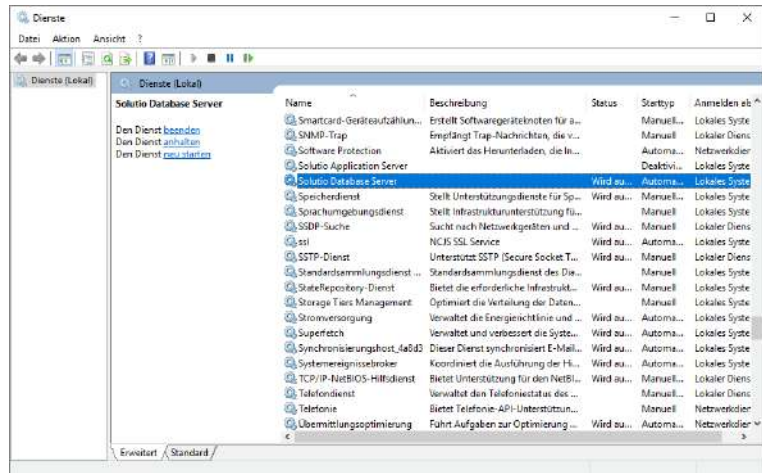 Dienste
Datei Aktion Ansicht ?
Dienste (Lokal)
Dienste (Lokal)
Solutio Database Server
Den Dienst beenden
Den Dienst anhalten
Den Dienst neu starten
Name Beschreibung Status Starttyp Anmelden als
Smartcard-Geräteaufzählun... Erstellt Softwaregeräteknoten für a... Manuell... Lokales Syste
SNMP-Trap Empfängt Trap-Nachrichten, die v... Manuell Lokaler Diens
Software Protection Aktiviert das Herunterladen, die In... Automa... Netzwerkdien
Solutio Application Server Deaktivi... Lokales Syste
Solutio Database Server Wird au... Automa... Lokales Syste
Speicherdienst Stellt Unterstützungsdienste für Sp... Wird au... Manuell... Lokales Syste
Sprachumgebungsdienst Stellt Infrastrukturunterstützung fü... Manuell Lokales Syste
SSDP-Suche Sucht nach Netzwerkgeräten und ... Wird au... Manuell Lokaler Diens
ssl NCJS SSL Service Wird au... Automa... Lokales Syste
SSTP-Dienst Unterstützt SSTP (Secure Socket T... Wird au... Manuell Lokaler Diens
Standardsammlungsdienst ... Standardsammlungsdienst des Dia... Manuell Lokales Syste
StateRepository-Dienst Bietet die erforderliche Infrastrukt... Wird au... Manuell Lokales Syste
Storage Tiers Management Optimiert die Verteilung der Daten... Manuell Lokales Syste
Stromversorgung Verwaltet die Energierichtlinie und ... Wird au... Automa... Lokales Syste
Superfetch Verwaltet und verbessert die Syste... Wird au... Automa... Lokales Syste
Synchronisierungshost_4a8d3 Dieser Dienst synchronisiert E-Mail... Wird au... Automa... Lokales Syste
Systemereignissebroker Koordiniert die Ausführung der Hi... Wird au... Automa... Lokales Syste
TCP/IP-NetBIOS-Hilfsdienst Bietet Unterstützung für den NetBI... Wird au... Manuell... Lokaler Diens
Telefondienst Verwaltet den Telefoniestatus des ... Manuell... Lokaler Diens
Telefonie Bietet Telefonie-API-Unterstützun... Manuell Netzwerkdien
Übermittlungsoptimierung Führt Aufgaben zur Optimierung ... Wird au... Automa... Netzwerkdien
Erweitert Standard